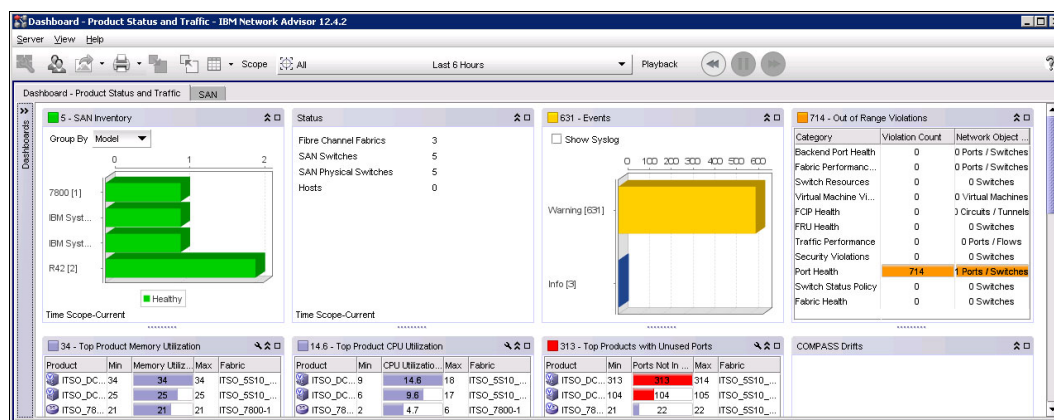 Dashboard - Product Status and Traffic - IBM Network Advisor 12.4.2
Server View Help
Scope All Last 6 Hours Playback
Dashboard - Product Status and Traffic SAN
Dashboards
5 - SAN Inventory
Group By Model
0 1 2
7800 [1]
IBM Syst...
IBM Syst...
R42 [2]
Healthy
Time Scope-Current
Status
Fibre Channel Fabrics 3
SAN Switches 5
SAN Physical Switches 5
Hosts 0
Time Scope-Current
631 - Events
Show Syslog
0 100 200 300 400 500 600
Warning [631]
Info [3]
714 - Out of Range Violations
Category Violation Count Network Object ...
Backend Port Health 0 0 Ports / Switches
Fabric Performanc... 0 0 Ports / Switches
Switch Resources 0 0 Switches
Virtual Machine Vi... 0 0 Virtual Machines
FCIP Health 0 0 Circuits / Tunnels
FRU Health 0 0 Switches
Traffic Performance 0 0 Ports / Flows
Security Violations 0 0 Switches
Port Health 714 1 Ports / Switches
Switch Status Policy 0 0 Switches
Fabric Health 0 0 Switches
34 - Top Product Memory Utilization
Product Min Memory Utiliz... Max Fabric
ITSO_DC... 34 34 34 ITSO_5S10_...
ITSO_DC... 25 25 25 ITSO_5S10_...
ITSO_78... 21 21 21 ITSO_7800-1
14.6 - Top Product CPU Utilization
Product Min CPU Utilizatio... Max Fabric
ITSO_DC... 9 14.6 18 ITSO_5S10_...
ITSO_DC... 6 9.6 17 ITSO_5S10_...
ITSO_78... 2 4.7 6 ITSO_7800-1
313 - Top Products with Unused Ports
Product Min Ports Not In ... Max Fabric
ITSO_DC... 313 313 314 ITSO_5S10_...
ITSO_DC... 104 104 105 ITSO_5S10_...
ITSO_78... 21 22 22 ITSO_5S10_...
COMPASS Drifts